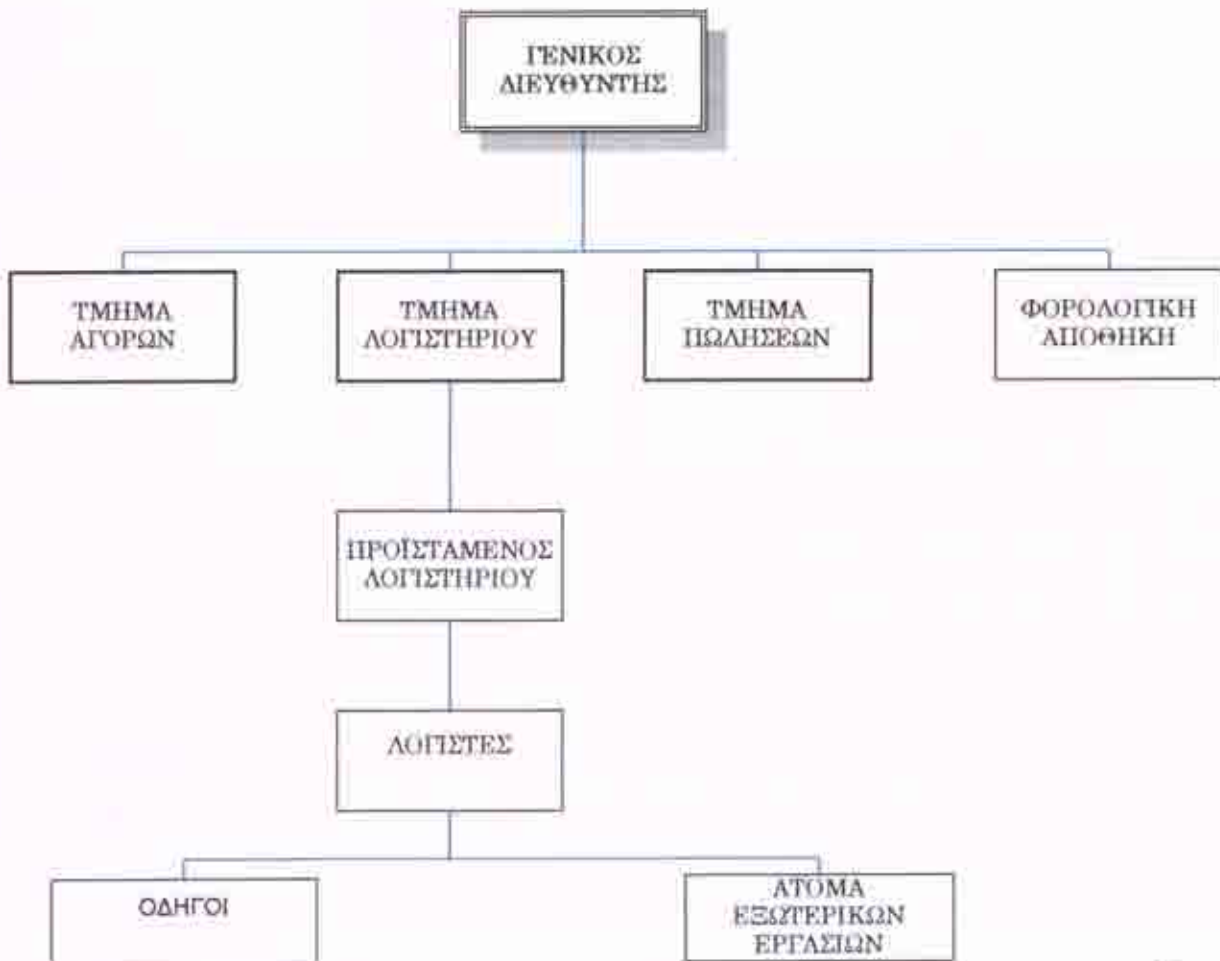 ΓΕΝΙΚΟΣ
ΔΙΕΥΘΥΝΤΗΣ
ΤΜΗΜΑ
ΑΓΟΡΩΝ
ΤΜΗΜΑ
ΛΟΓΙΣΤΗΡΙΟΥ
ΤΜΗΜΑ
ΠΩΛΗΣΕΩΝ
ΦΟΡΟΛΟΓΙΚΗ
ΑΠΟΘΗΚΗ
ΠΡΟΪΣΤΑΜΕΝΟΣ
ΛΟΓΙΣΤΗΡΙΟΥ
ΛΟΓΙΣΤΕΣ
ΟΔΗΓΟΙ
ΑΤΟΜΑ
ΕΞΩΤΕΡΙΚΩΝ
ΕΡΓΑΣΙΩΝ